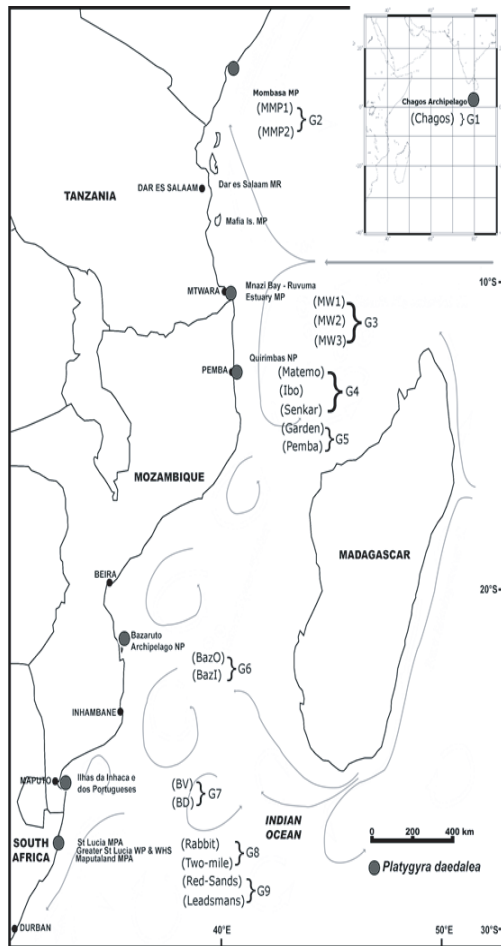 Mombasa MP
(MMP1)
(MMP2)
G2
Chagos Archipelago
(Chagos) } G1
TANZANIA
DAR ES SALAAM
Dar es Salaam MR
Mafia Is. MP
10°S
MTWARA
Mnazi Bay - Ruvuma
Estuary MP
(MW1)
(MW2)
(MW3)
G3
Quirimbas NP
PEMBA
(Matemo)
(Ibo)
(Senkar)
G4
(Garden)
(Pemba)
G5
MOZAMBIQUE
MADAGASCAR
BEIRA
20°S
Bazaruto
Archipelago NP
(BazO)
(BazI)
G6
INHAMBANE
MAPUTO
Ilhas da Inhaca e
dos Portugueses
(BV)
(BD)
G7
INDIAN
OCEAN
0 200 400 km
SOUTH
AFRICA
St Lucia MPA
Greater St Lucia WP & WHS
Maputaland MPA
(Rabbit)
(Two-mile)
G8
(Red-Sands)
(Leadsmans)
G9
Platygyra daedalea
DURBAN
40°E
50°E
30°S